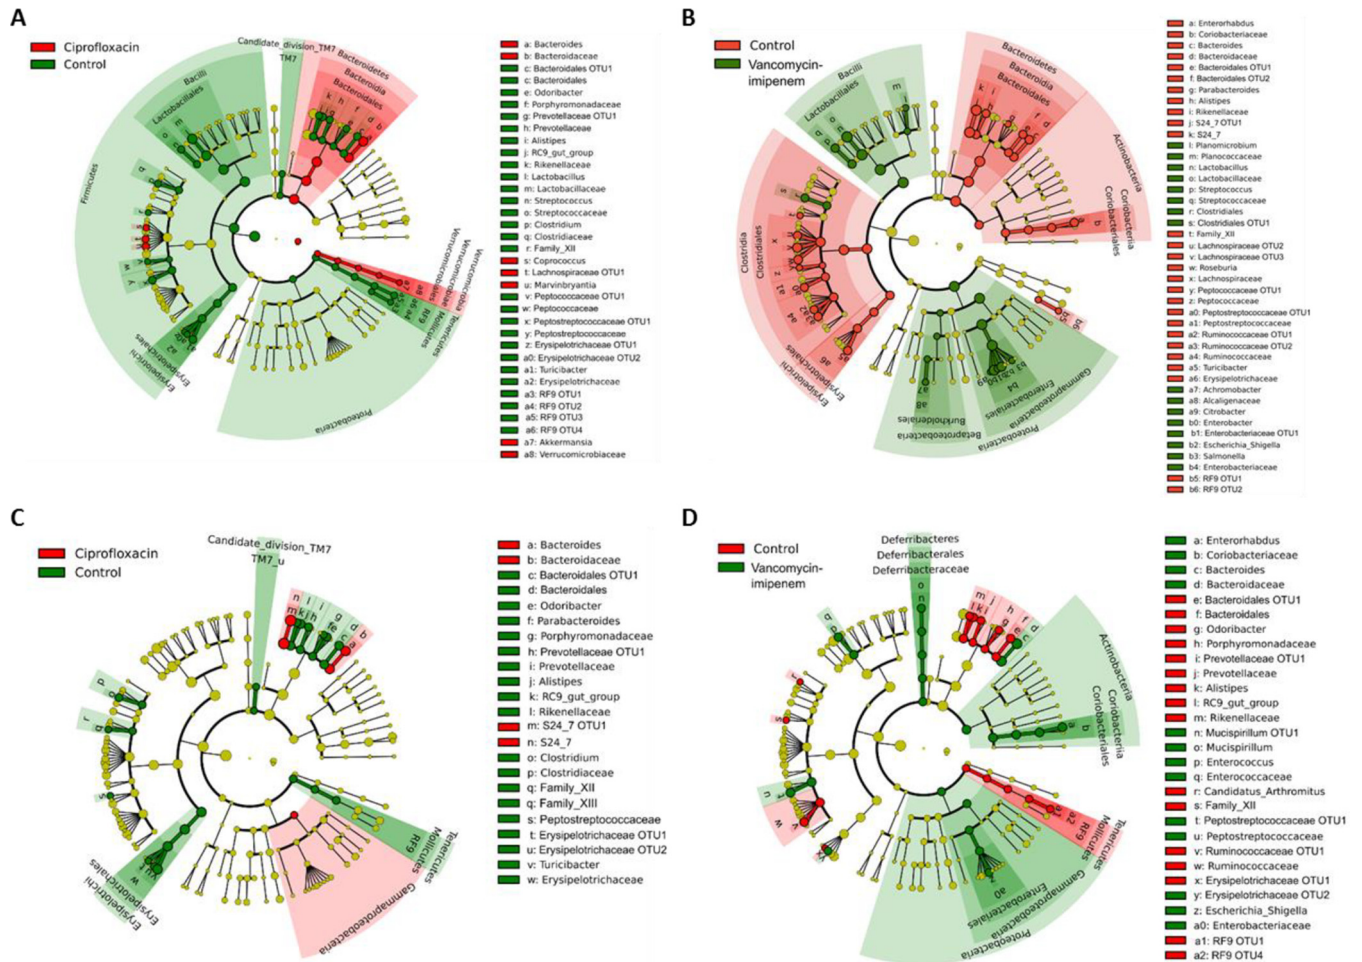 A
Ciprofloxacin
Control
Candidate_division_TM7
TM7
Bacteroidetes
Bacteroidia
Bacteroidales
Bacilli
Lactobacillales
Firmicutes
Erysipelotrichales
Erysipelotrichi
Proteobacteria
Verrucomicrobia
Verrucomicrobiae
Verrucomicrobiales
Tenericutes
Mollicutes
RF9
a: Bacteroides
b: Bacteroidaceae
c: Bacteroidales OTU1
c: Bacteroidales
e: Odoribacter
f: Porphyromonadaceae
g: Prevotellaceae OTU1
h: Prevotellaceae
i: Alistipes
j: RC9_gut_group
k: Rikenellaceae
l: Lactobacillus
m: Lactobacillaceae
n: Streptococcus
o: Streptococcaceae
p: Clostridium
q: Clostridiaceae
r: Family_XII
s: Coprococcus
t: Lachnospiraceae OTU1
u: Marvinbryantia
v: Peptococcaceae OTU1
w: Peptococcaceae
x: Peptostreptococcaceae OTU1
y: Peptostreptococcaceae
z: Erysipelotrichaceae OTU1
a0: Erysipelotrichaceae OTU2
a1: Turicibacter
a2: Erysipelotrichaceae
a3: RF9 OTU1
a4: RF9 OTU2
a5: RF9 OTU3
a6: RF9 OTU4
a7: Akkermansia
a8: Verrucomicrobiaceae
B
Control
Vancomycin-
imipenem
Bacilli
Lactobacillales
Bacteroidetes
Bacteroidia
Bacteroidales
Actinobacteria
Coriobacteriia
Coriobacteriales
Clostridia
Clostridiales
Erysipelotrichales
Erysipelotrichi
Burkholderiales
Betaproteobacteria
Enterobacteriales
Proteobacteria
Gammaproteobacteria
a: Enterorhabdus
b: Coriobacteriaceae
c: Bacteroides
d: Bacteroidaceae
e: Bacteroidales OTU1
f: Bacteroidales OTU2
g: Parabacteroides
h: Alistipes
i: Rikenellaceae
j: S24_7 OTU1
k: S24_7
l: Planomicrobium
m: Planococcaceae
n: Lactobacillus
o: Lactobacillaceae
p: Streptococcus
q: Streptococcaceae
r: Clostridiales
s: Clostridiales OTU1
t: Family_XII
u: Lachnospiraceae OTU2
v: Lachnospiraceae OTU3
w: Roseburia
x: Lachnospiraceae
y: Peptococcaceae OTU1
z: Peptococcaceae
a0: Peptostreptococcaceae OTU1
a1: Peptostreptococcaceae
a2: Ruminococcaceae OTU1
a3: Ruminococcaceae OTU2
a4: Ruminococcaceae
a5: Turicibacter
a6: Erysipelotrichaceae
a7: Achromobacter
a8: Alcaligenaceae
a9: Citrobacter
b0: Enterobacter
b1: Enterobacteriaceae OTU1
b2: Escherichia_Shigella
b3: Salmonella
b4: Enterobacteriaceae
b5: RF9 OTU1
b6: RF9 OTU2
C
Ciprofloxacin
Control
Candidate_division_TM7
TM7_u
Erysipelotrichales
Erysipelotrichi
Gammaproteobacteria
Tenericutes
Mollicutes
RF9
a: Bacteroides
b: Bacteroidaceae
c: Bacteroidales OTU1
d: Bacteroidales
e: Odoribacter
f: Parabacteroides
g: Porphyromonadaceae
h: Prevotellaceae OTU1
i: Prevotellaceae
j: Alistipes
k: RC9_gut_group
l: Rikenellaceae
m: S24_7 OTU1
n: S24_7
o: Clostridium
p: Clostridiaceae
q: Family_XII
q: Family_XIII
s: Peptostreptococcaceae
t: Erysipelotrichaceae OTU1
u: Erysipelotrichaceae OTU2
v: Turicibacter
w: Erysipelotrichaceae
D
Control
Vancomycin-
imipenem
Deferribacteres
Deferribacterales
Deferribacteraceae
Actinobacteria
Coriobacteriia
Coriobacteriales
Tenericutes
Mollicutes
RF9
Enterobacteriales
Gammaproteobacteria
Proteobacteria
a: Enterorhabdus
b: Coriobacteriaceae
c: Bacteroides
d: Bacteroidaceae
e: Bacteroidales OTU1
f: Bacteroidales
g: Odoribacter
h: Porphyromonadaceae
i: Prevotellaceae OTU1
j: Prevotellaceae
k: Alistipes
l: RC9_gut_group
m: Rikenellaceae
n: Mucispirillum OTU1
o: Mucispirillum
p: Enterococcus
q: Enterococcaceae
r: Candidatus_Arthromitus
s: Family_XII
t: Peptostreptococcaceae OTU1
u: Peptostreptococcaceae
v: Ruminococcaceae OTU1
w: Ruminococcaceae
x: Erysipelotrichaceae OTU1
y: Erysipelotrichaceae OTU2
z: Escherichia_Shigella
a0: Enterobacteriaceae
a1: RF9 OTU1
a2: RF9 OTU4